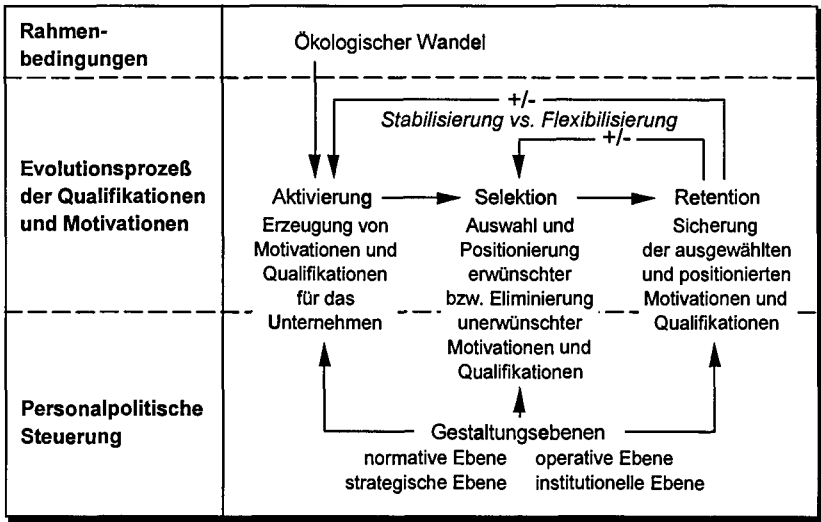 Rahmen-
bedingungen
Ökologischer Wandel
Evolutionsprozeß
der Qualifikationen
und Motivationen
+/-
Stabilisierung vs. Flexibilisierung
+/-
Aktivierung
Erzeugung von
Motivationen und
Qualifikationen
für das
Unternehmen
Selektion
Auswahl und
Positionierung
erwünschter
bzw. Eliminierung
unerwünschter
Motivationen und
Qualifikationen
Retention
Sicherung
der ausgewählten
und positionierten
Motivationen und
Qualifikationen
Personalpolitische
Steuerung
Gestaltungsebenen
normative Ebene operative Ebene
strategische Ebene institutionelle Ebene